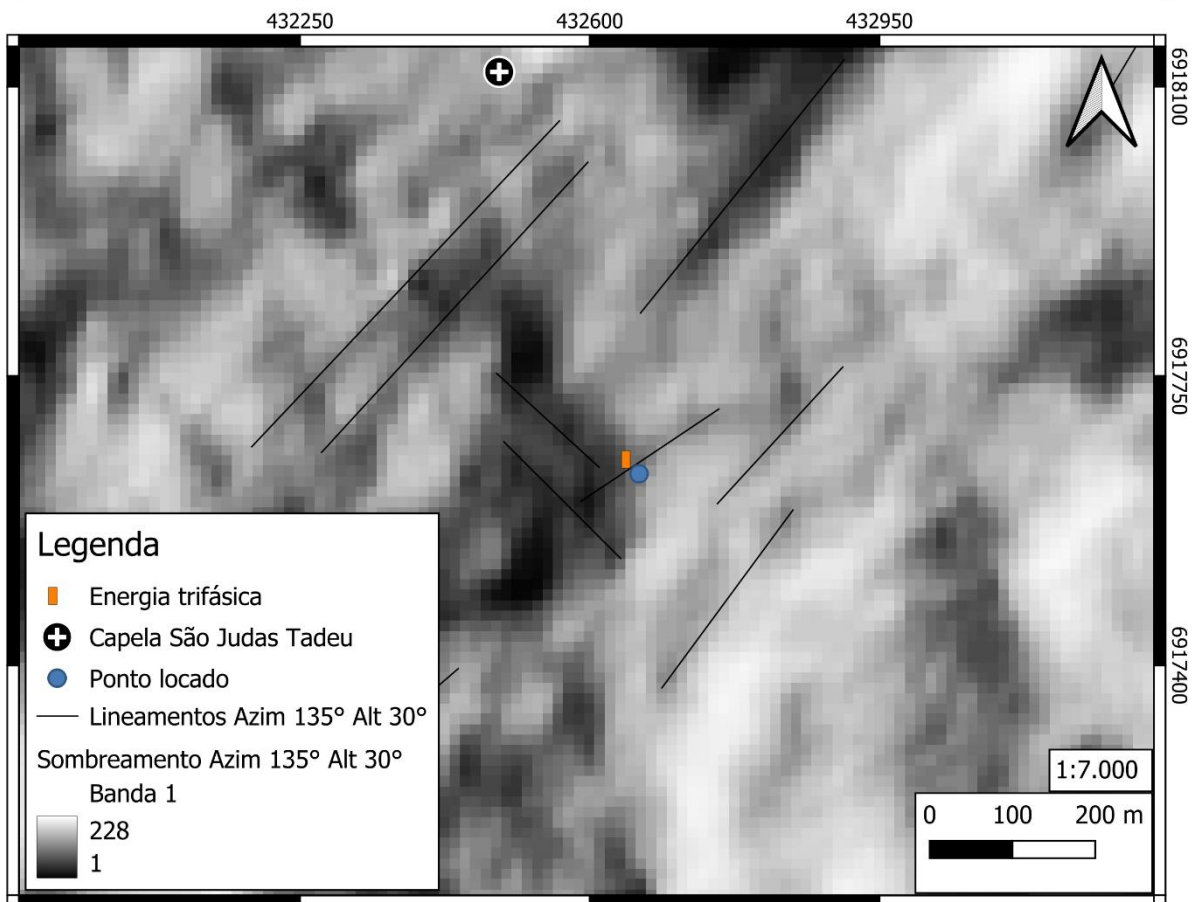 432250 432600 432950
6918100
6917750
6917400
Legenda
Energia trifásica
Capela São Judas Tadeu
Ponto locado
Lineamentos Azim 135° Alt 30°
Sombreamento Azim 135° Alt 30°
Banda 1
228
1
1:7.000
0 100 200 m